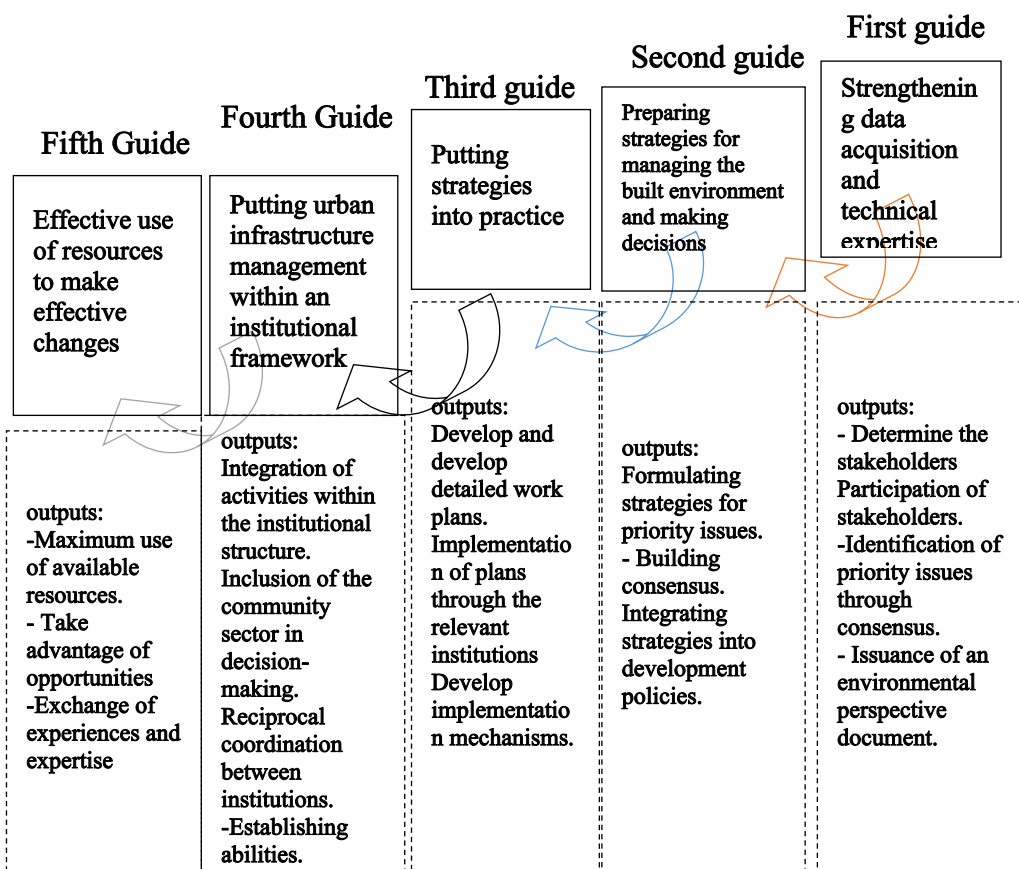 First guide
Strengthenin
g data
acquisition
and
technical
expertise
outputs:
- Determine the
stakeholders
Participation of
stakeholders.
-Identification of
priority issues
through
consensus.
- Issuance of an
environmental
perspective
document.
Second guide
Preparing
strategies for
managing the
built environment
and making
decisions
outputs:
Formulating
strategies for
priority issues.
- Building
consensus.
Integrating
strategies into
development
policies.
Third guide
Putting
strategies
into practice
outputs:
Develop and
develop
detailed work
plans.
Implementatio
n of plans
through the
relevant
institutions
Develop
implementatio
n mechanisms.
Fourth Guide
Putting urban
infrastructure
management
within an
institutional
framework
outputs:
Integration of
activities within
the institutional
structure.
Inclusion of the
community
sector in
decision-
making.
Reciprocal
coordination
between
institutions.
-Establishing
abilities.
Fifth Guide
Effective use
of resources
to make
effective
changes
outputs:
-Maximum use
of available
resources.
- Take
advantage of
opportunities
-Exchange of
experiences and
expertise